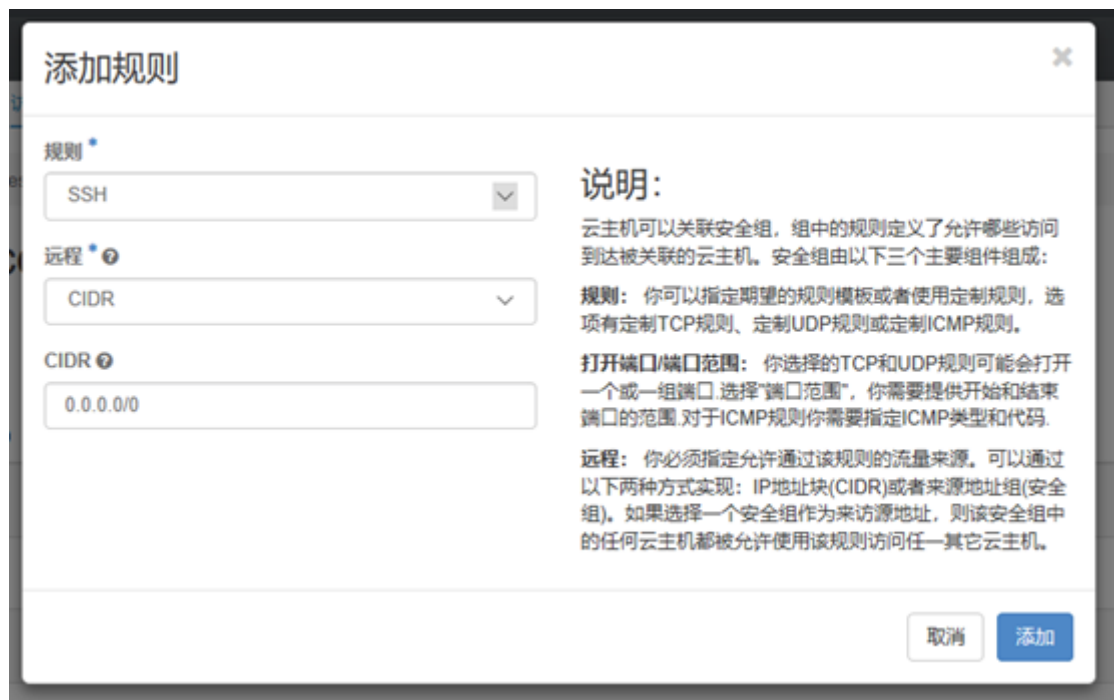 添加规则
×
规则 *
SSH
远程 *
CIDR
CIDR
0.0.0.0/0
说明:
云主机可以关联安全组，组中的规则定义了允许哪些访问
到达被关联的云主机。安全组由以下三个主要组件组成:
规则: 你可以指定期望的规则模板或者使用定制规则，选
项有定制TCP规则、定制UDP规则或定制ICMP规则。
打开端口/端口范围: 你选择的TCP和UDP规则可能会打开
一个或一组端口.选择"端口范围"，你需要提供开始和结束
端口的范围.对于ICMP规则你需要指定ICMP类型和代码.
远程: 你必须指定允许通过该规则的流量来源。可以通过
以下两种方式实现: IP地址块(CIDR)或者来源地址组(安全
组)。如果选择一个安全组作为来访源地址，则该安全组中
的任何云主机都被允许使用该规则访问任一其它云主机。
取消
添加